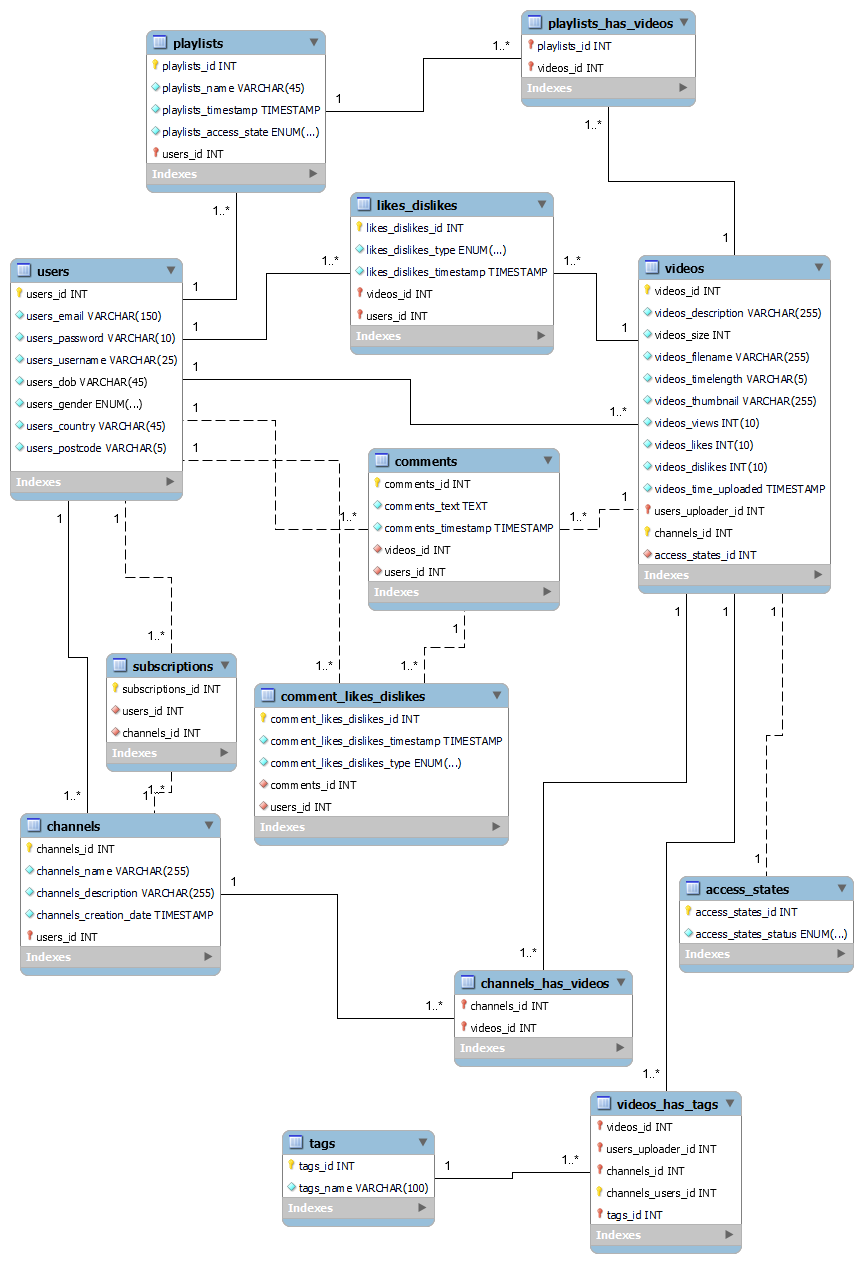 playlists
playlists_id INT
playlists_name VARCHAR(45)
playlists_timestamp TIMESTAMP
playlists_access_state ENUM(...)
users_id INT
Indexes
playlists_has_videos
playlists_id INT
videos_id INT
Indexes
1
1..*
1..*
1
1..*
1
likes_dislikes
likes_dislikes_id INT
likes_dislikes_type ENUM(...)
likes_dislikes_timestamp TIMESTAMP
videos_id INT
users_id INT
Indexes
1..*
1
1..*
1
users
users_id INT
users_email VARCHAR(150)
users_password VARCHAR(10)
users_username VARCHAR(25)
users_dob VARCHAR(45)
users_gender ENUM(...)
users_country VARCHAR(45)
users_postcode VARCHAR(5)
Indexes
videos
videos_id INT
videos_description VARCHAR(255)
videos_size INT
videos_filename VARCHAR(255)
videos_timelength VARCHAR(5)
videos_thumbnail VARCHAR(255)
videos_views INT(10)
videos_likes INT(10)
videos_dislikes INT(10)
videos_time_uploaded TIMESTAMP
users_uploader_id INT
channels_id INT
access_states_id INT
Indexes
1
1..*
1
1..*
1
1..*
comments
comments_id INT
comments_text TEXT
comments_timestamp TIMESTAMP
videos_id INT
users_id INT
Indexes
1..*
1
1
1..*
comment_likes_dislikes
comment_likes_dislikes_id INT
comment_likes_dislikes_timestamp TIMESTAMP
comment_likes_dislikes_type ENUM(...)
comments_id INT
users_id INT
Indexes
1
1
1..*
subscriptions
subscriptions_id INT
users_id INT
channels_id INT
Indexes
1..*
1..*
1
channels
channels_id INT
channels_name VARCHAR(255)
channels_description VARCHAR(255)
channels_creation_date TIMESTAMP
users_id INT
Indexes
1
1..*
1
1
1
1..*
1
access_states
access_states_id INT
access_states_status ENUM(...)
Indexes
channels_has_videos
channels_id INT
videos_id INT
Indexes
1..*
videos_has_tags
videos_id INT
users_uploader_id INT
channels_id INT
channels_users_id INT
tags_id INT
Indexes
tags
tags_id INT
tags_name VARCHAR(100)
Indexes
1
1..*